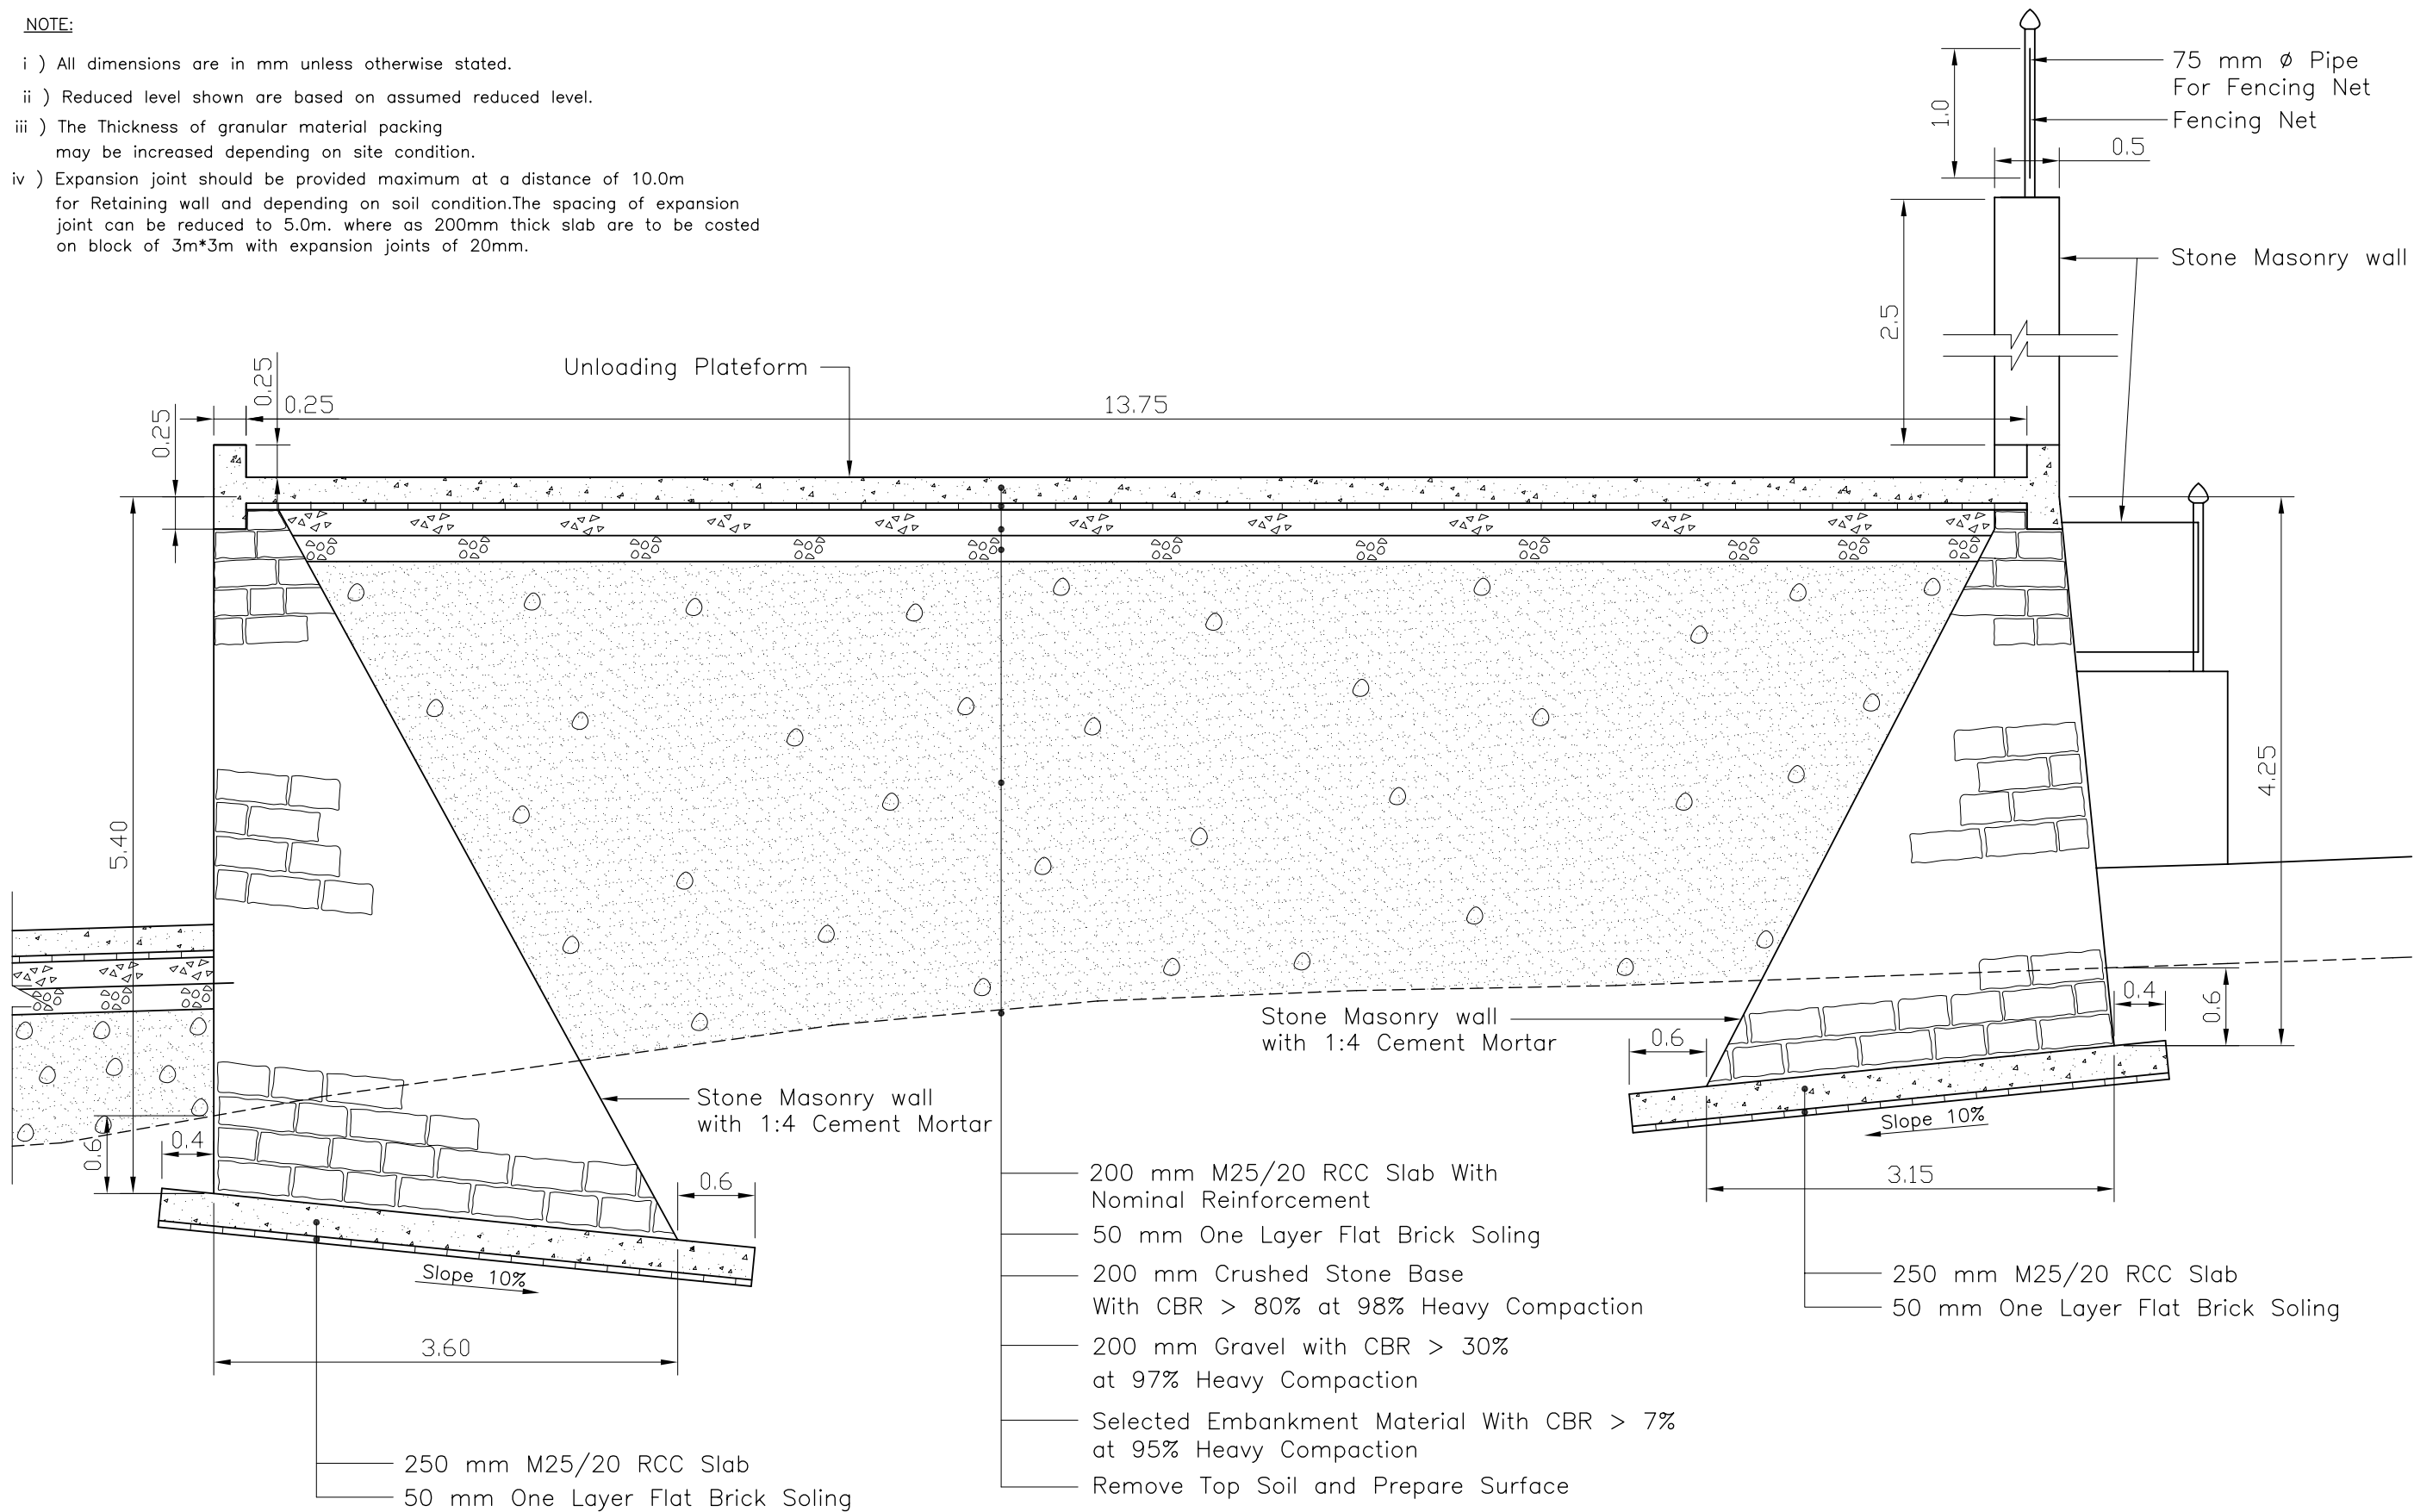 NOTE:
i ) All dimensions are in mm unless otherwise stated.
ii ) Reduced level shown are based on assumed reduced level.
iii ) The Thickness of granular material packing
may be increased depending on site condition.
iv ) Expansion joint should be provided maximum at a distance of 10.0m
for Retaining wall and depending on soil condition.The spacing of expansion
joint can be reduced to 5.0m. where as 200mm thick slab are to be costed
on block of 3m*3m with expansion joints of 20mm.
75 mm ø Pipe
For Fencing Net
Fencing Net
1.0
0.5
Stone Masonry wall
2.5
Unloading Plateform
0.25
0.25
0.25
13.75
5.40
4.25
Stone Masonry wall
with 1:4 Cement Mortar
0.6
0.4
0.6
Slope 10%
3.15
Stone Masonry wall
with 1:4 Cement Mortar
0.6
0.4
0.6
Slope 10%
3.60
200 mm M25/20 RCC Slab With
Nominal Reinforcement
50 mm One Layer Flat Brick Soling
200 mm Crushed Stone Base
With CBR > 80% at 98% Heavy Compaction
200 mm Gravel with CBR > 30%
at 97% Heavy Compaction
Selected Embankment Material With CBR > 7%
at 95% Heavy Compaction
Remove Top Soil and Prepare Surface
250 mm M25/20 RCC Slab
50 mm One Layer Flat Brick Soling
250 mm M25/20 RCC Slab
50 mm One Layer Flat Brick Soling